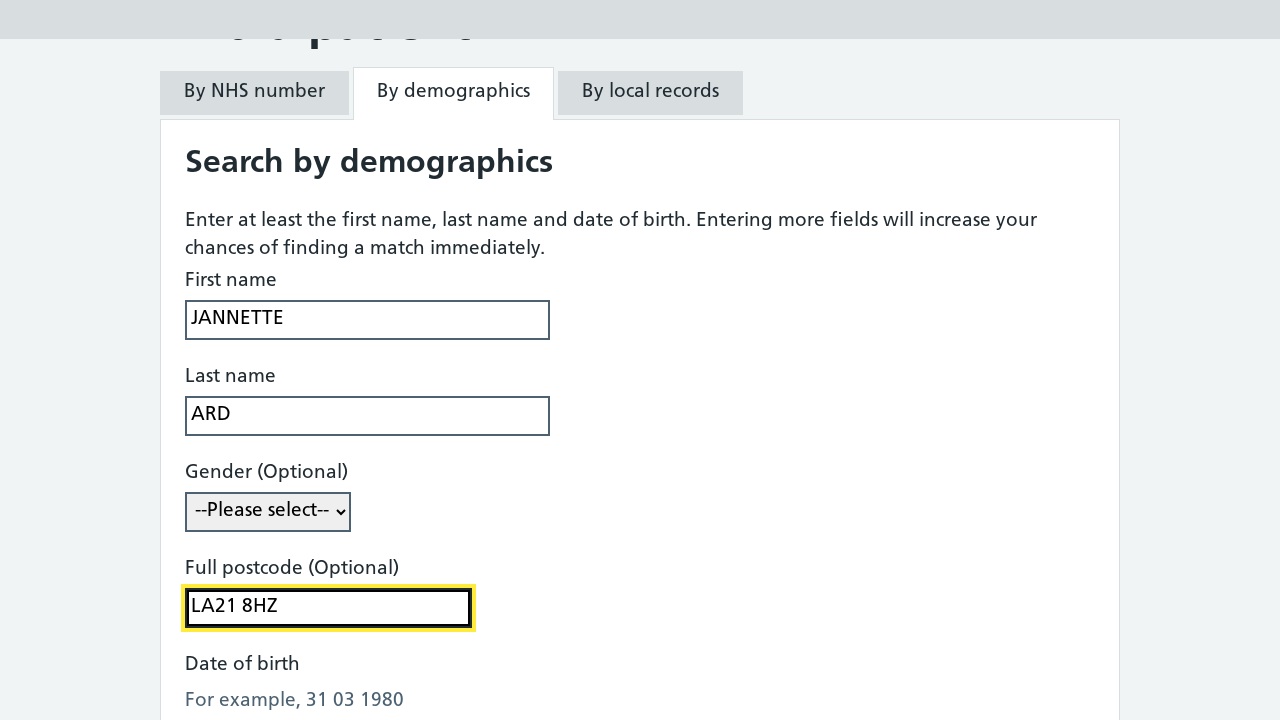 By NHS number
By demographics
By local records
Search by demographics
Enter at least the first name, last name and date of birth. Entering more fields will increase your
chances of finding a match immediately.
First name
JANNETTE
Last name
ARD
Gender (Optional)
--Please select--
Full postcode (Optional)
LA21 8HZ
Date of birth
For example, 31 03 1980